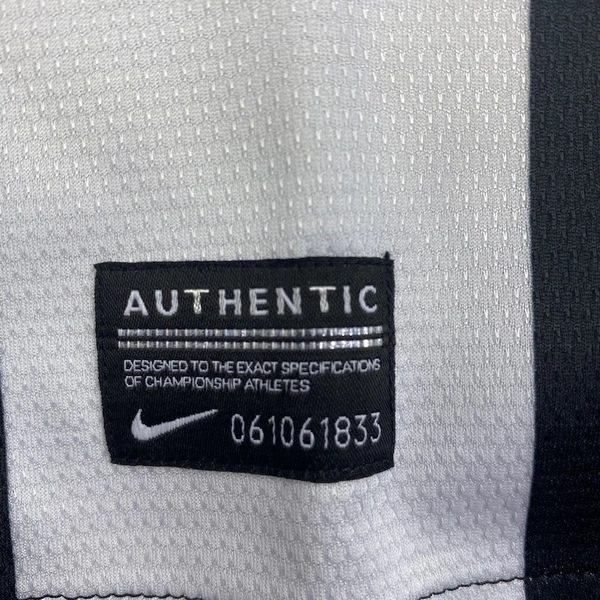 AUTHENTIC
DESIGNED TO THE EXACT SPECIFICATIONS
OF CHAMPIONSHIP ATHLETES
061061833